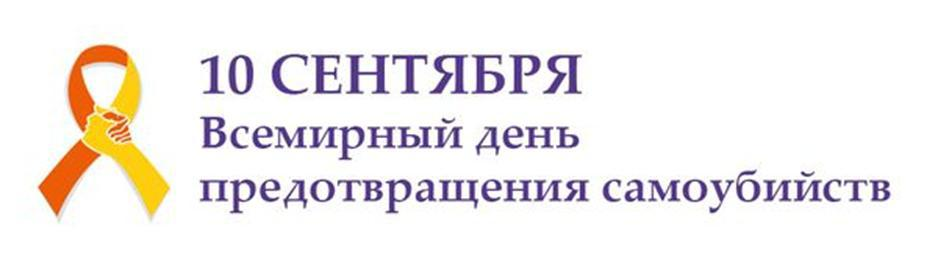 10 СЕНТЯБРЯ
Всемирный день
предотвращения самоубийств